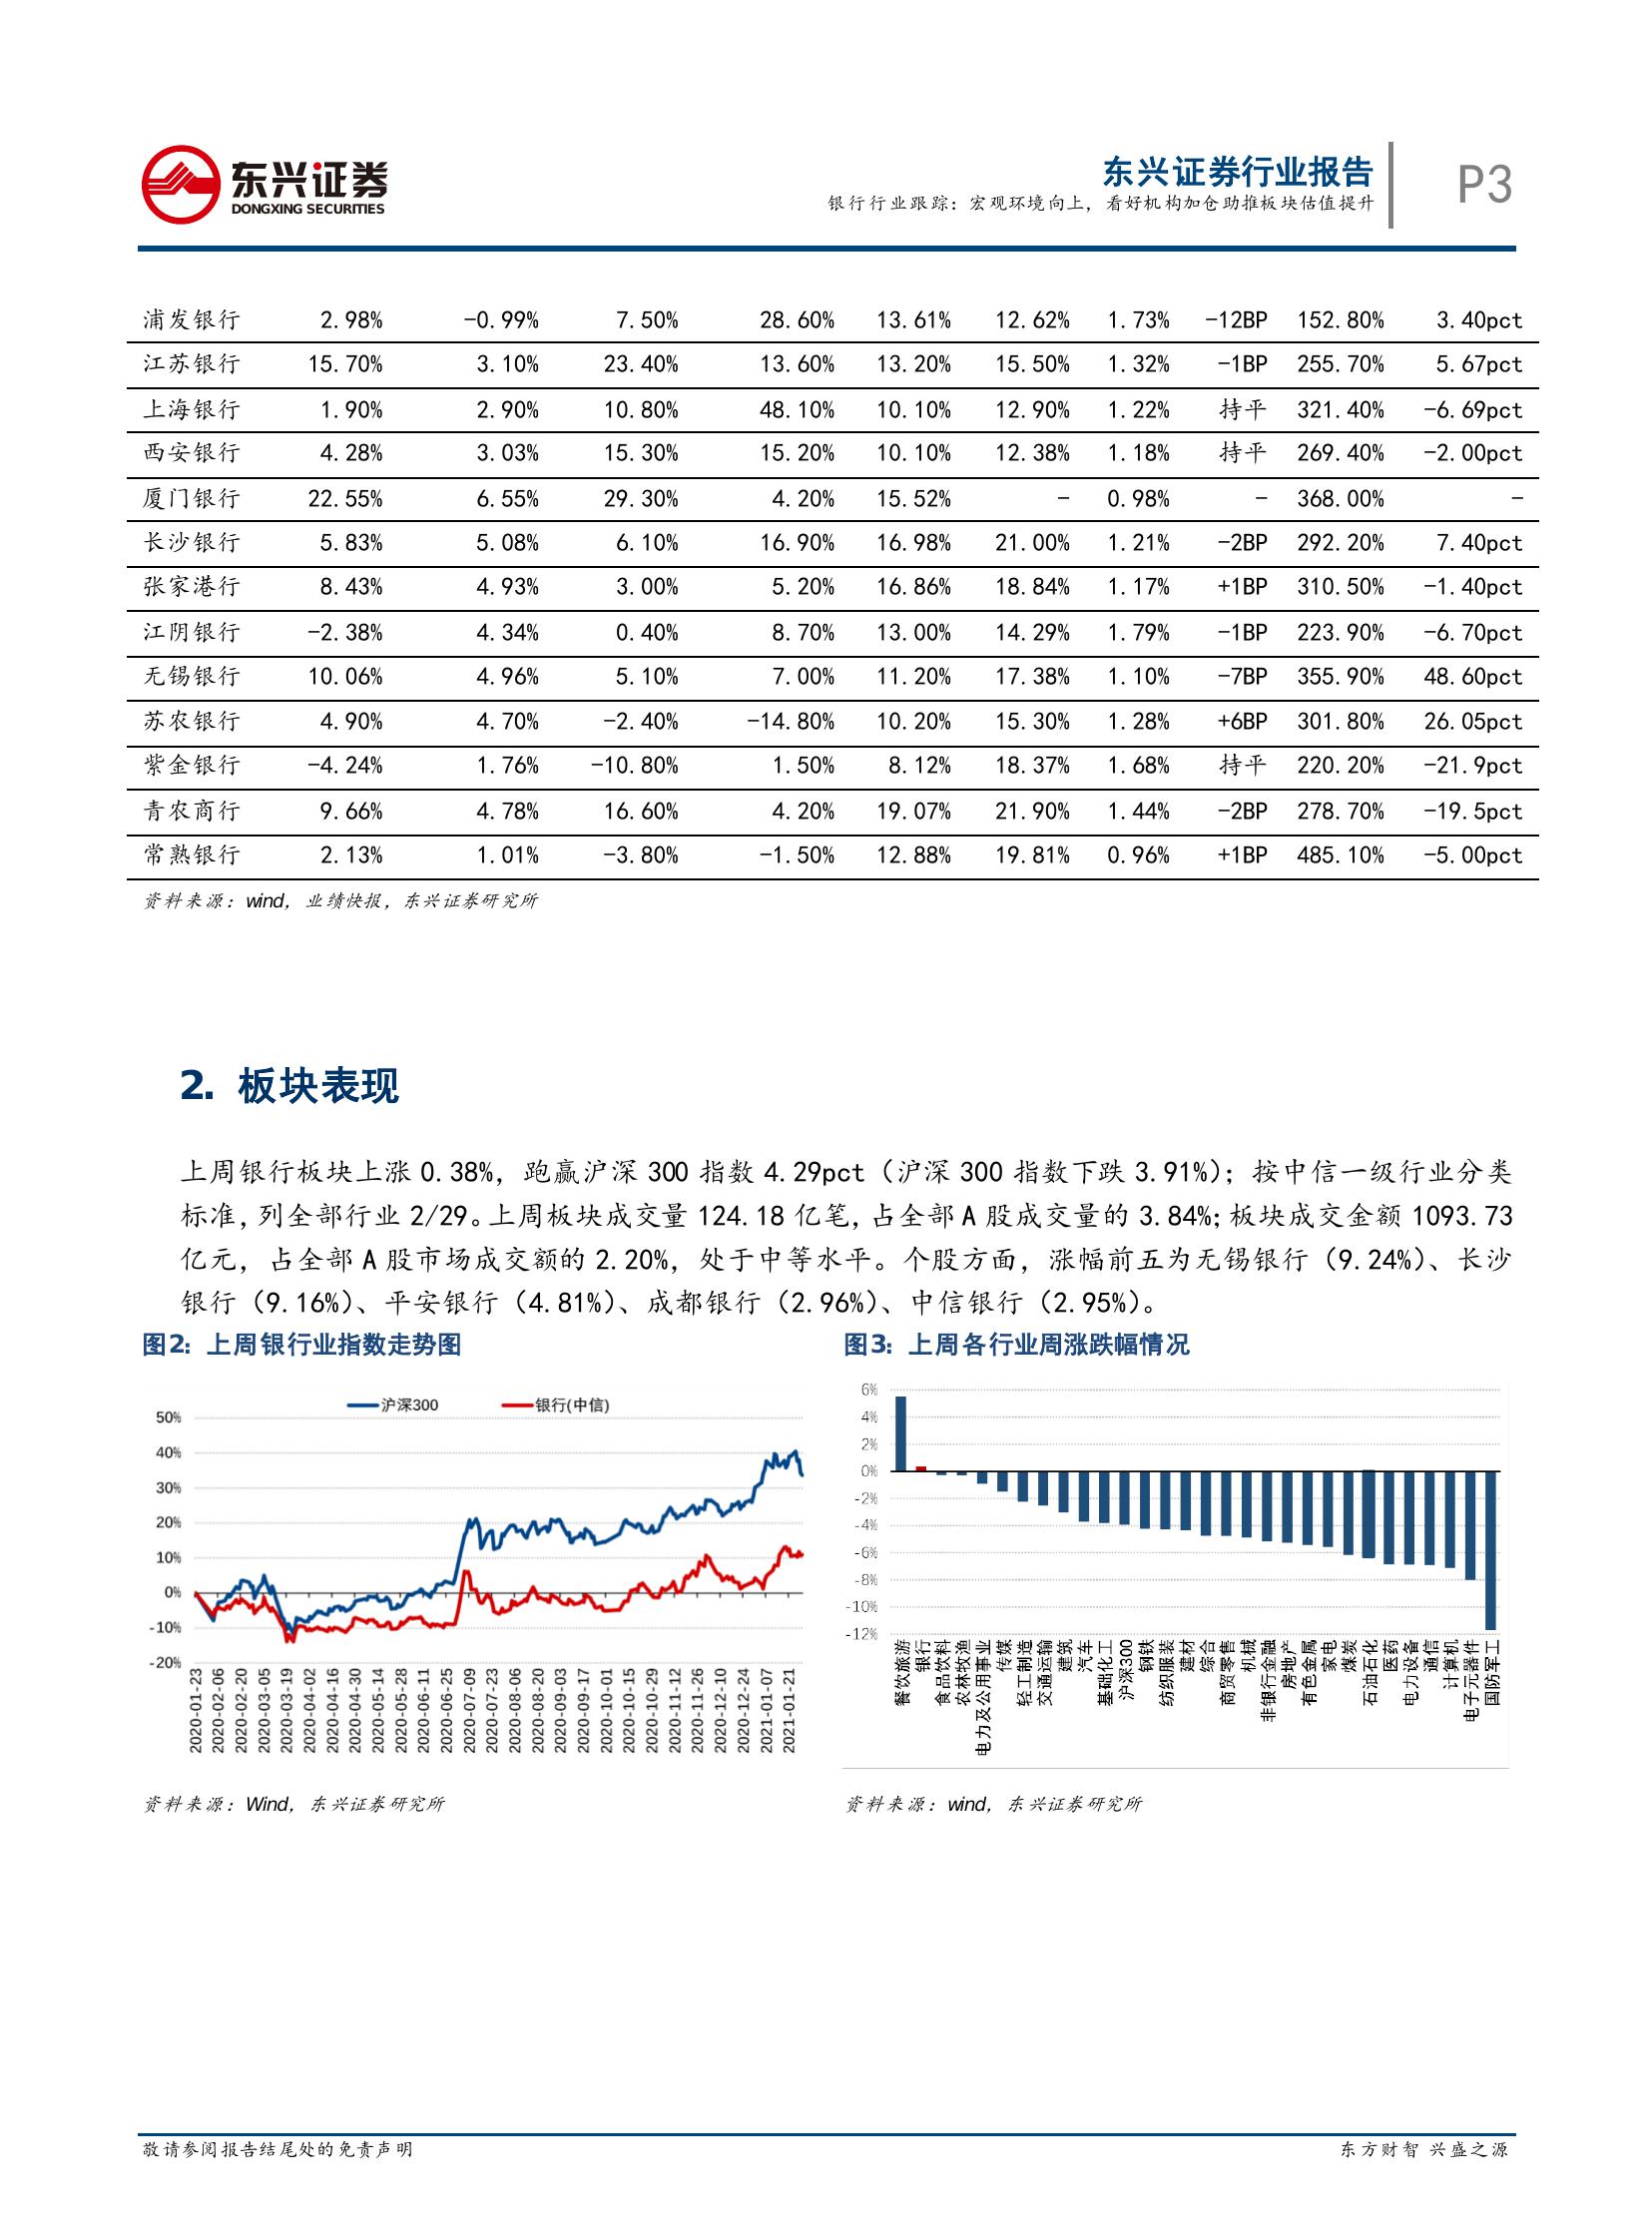 东兴证券
DONGXING SECURITIES
东兴证券行业报告
银行行业跟踪：宏观环境向上，看好机构加仓助推板块估值提升
P3
浦发银行 2.98% -0.99% 7.50% 28.60% 13.61% 12.62% 1.73% -12BP 152.80% 3.40pct
江苏银行 15.70% 3.10% 23.40% 13.60% 13.20% 15.50% 1.32% -1BP 255.70% 5.67pct
上海银行 1.90% 2.90% 10.80% 48.10% 10.10% 12.90% 1.22% 持平 321.40% -6.69pct
西安银行 4.28% 3.03% 15.30% 15.20% 10.10% 12.38% 1.18% 持平 269.40% -2.00pct
厦门银行 22.55% 6.55% 29.30% 4.20% 15.52% - 0.98% - 368.00% -
长沙银行 5.83% 5.08% 6.10% 16.90% 16.98% 21.00% 1.21% -2BP 292.20% 7.40pct
张家港行 8.43% 4.93% 3.00% 5.20% 16.86% 18.84% 1.17% +1BP 310.50% -1.40pct
江阴银行 -2.38% 4.34% 0.40% 8.70% 13.00% 14.29% 1.79% -1BP 223.90% -6.70pct
无锡银行 10.06% 4.96% 5.10% 7.00% 11.20% 17.38% 1.10% -7BP 355.90% 48.60pct
苏农银行 4.90% 4.70% -2.40% -14.80% 10.20% 15.30% 1.28% +6BP 301.80% 26.05pct
紫金银行 -4.24% 1.76% -10.80% 1.50% 8.12% 18.37% 1.68% 持平 220.20% -21.9pct
青农商行 9.66% 4.78% 16.60% 4.20% 19.07% 21.90% 1.44% -2BP 278.70% -19.5pct
常熟银行 2.13% 1.01% -3.80% -1.50% 12.88% 19.81% 0.96% +1BP 485.10% -5.00pct
资料来源：wind，业绩快报，东兴证券研究所
2. 板块表现
上周银行板块上涨 0.38%，跑赢沪深 300 指数 4.29pct（沪深 300 指数下跌 3.91%）；按中信一级行业分类
标准，列全部行业 2/29。上周板块成交量 124.18 亿笔，占全部 A 股成交量的 3.84%；板块成交金额 1093.73
亿元，占全部 A 股市场成交额的 2.20%，处于中等水平。个股方面，涨幅前五为无锡银行（9.24%）、长沙
银行（9.16%）、平安银行（4.81%）、成都银行（2.96%）、中信银行（2.95%）。
图2：上周银行业指数走势图
沪深300 银行(中信)
50%
40%
30%
20%
10%
0%
-10%
-20%
2020-01-23
2020-02-06
2020-02-20
2020-03-05
2020-03-19
2020-04-02
2020-04-16
2020-04-30
2020-05-14
2020-05-28
2020-06-11
2020-06-25
2020-07-09
2020-07-23
2020-08-06
2020-08-20
2020-09-03
2020-09-17
2020-10-01
2020-10-15
2020-10-29
2020-11-12
2020-11-26
2020-12-10
2020-12-24
2021-01-07
2021-01-21
资料来源：Wind，东兴证券研究所
图3：上周各行业周涨跌幅情况
6%
4%
2%
0%
-2%
-4%
-6%
-8%
-10%
-12%
餐饮旅游
银行
食品饮料
农林牧渔
电力及公用事业
传媒
轻工制造
交通运输
建筑
汽车
基础化工
沪深300
钢铁
纺织服装
建材
综合
商贸零售
机械
非银行金融
房地产
有色金属
家电
煤炭
石油石化
医药
电力设备
通信
计算机
电子元器件
国防军工
资料来源：wind，东兴证券研究所
敬请参阅报告结尾处的免责声明
东方财智 兴盛之源